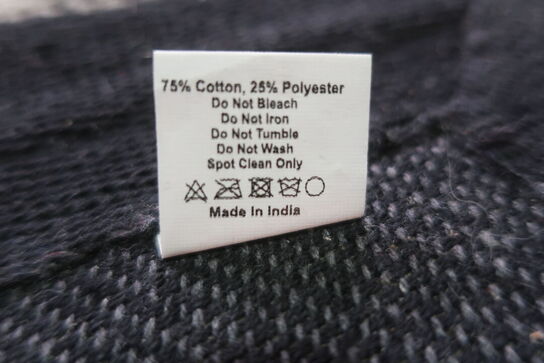 75% Cotton, 25% Polyester
Do Not Bleach
Do Not Iron
Do Not Tumble
Do Not Wash
Spot Clean Only
Made In India